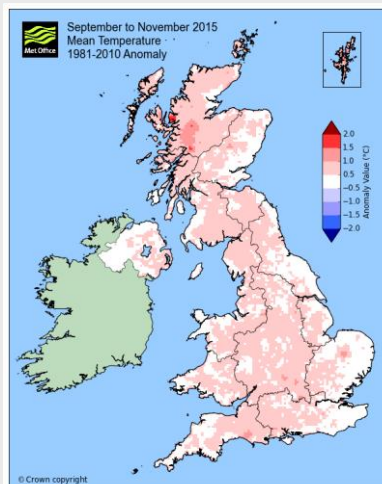 Met Office
September to November 2015
Mean Temperature
1981-2010 Anomaly
2.0
1.5
1.0
0.5
−0.5
−1.0
−1.5
−2.0
Anomaly Value (°C)
© Crown copyright